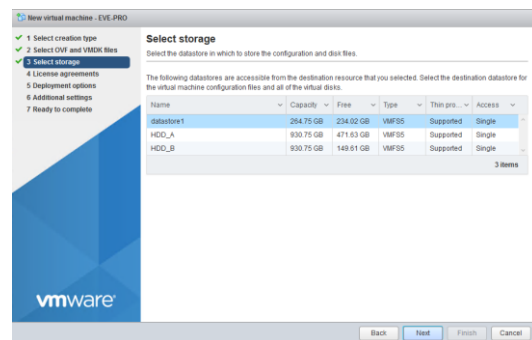 New virtual machine - EVE-PRO
1 Select creation type
2 Select OVF and VMDK files
3 Select storage
4 License agreements
5 Deployment options
6 Additional settings
7 Ready to complete
vmware
Select storage
Select the datastore in which to store the configuration and disk files.
The following datastores are accessible from the destination resource that you selected. Select the destination datastore for
the virtual machine configuration files and all of the virtual disks.
Name Capacity Free Type Thin pro... Access
datastore1 264.75 GB 234.02 GB VMFS5 Supported Single
HDD_A 930.75 GB 471.63 GB VMFS5 Supported Single
HDD_B 930.75 GB 149.61 GB VMFS5 Supported Single
3 items
Back Next Finish Cancel